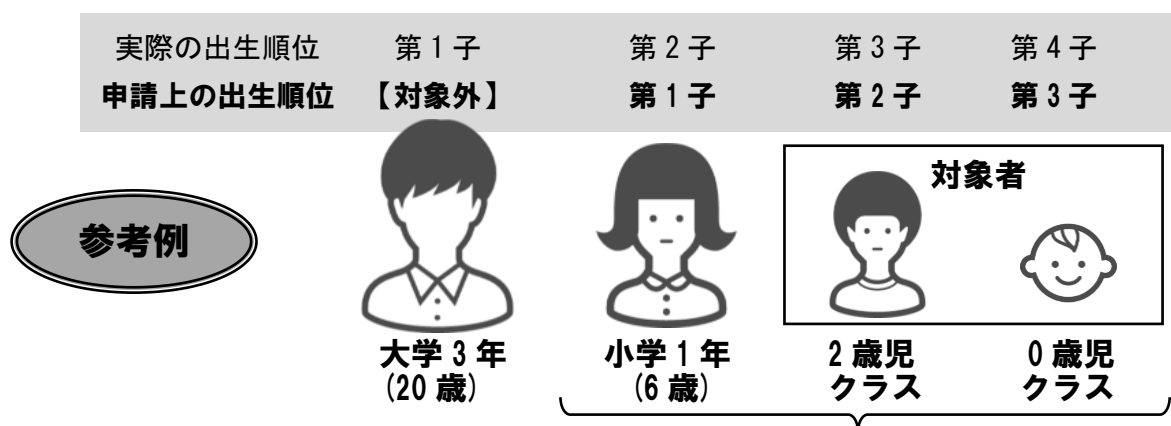 実際の出生順位 第1子 第2子 第3子 第4子
申請上の出生順位 【対象外】 第1子 第2子 第3子
対象者
参考例
大学3年 小学1年 2歳児 0歳児
(20歳) (6歳) クラス クラス